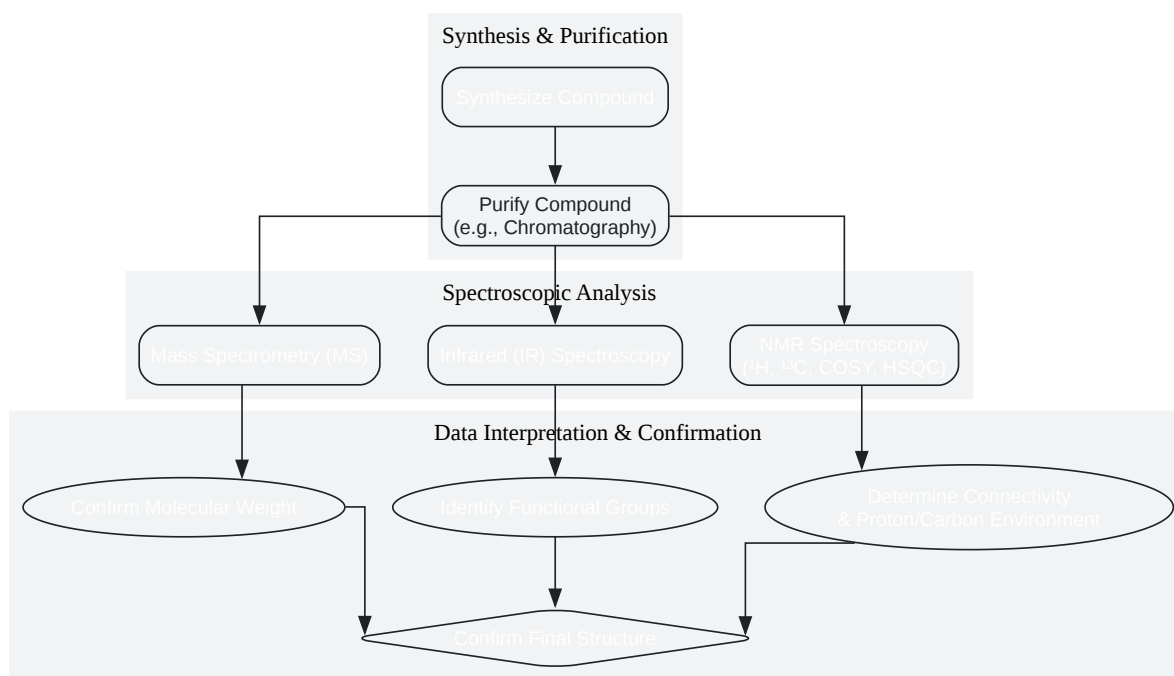 Synthesis & Purification
Synthesize Compound
Purify Compound
(e.g., Chromatography)
Spectroscopic Analysis
Mass Spectrometry (MS)
Infrared (IR) Spectroscopy
NMR Spectroscopy
(¹H, ¹³C, COSY, HSQC)
Data Interpretation & Confirmation
Confirm Molecular Weight
Identify Functional Groups
Determine Connectivity
& Proton/Carbon Environment
Confirm Final Structure